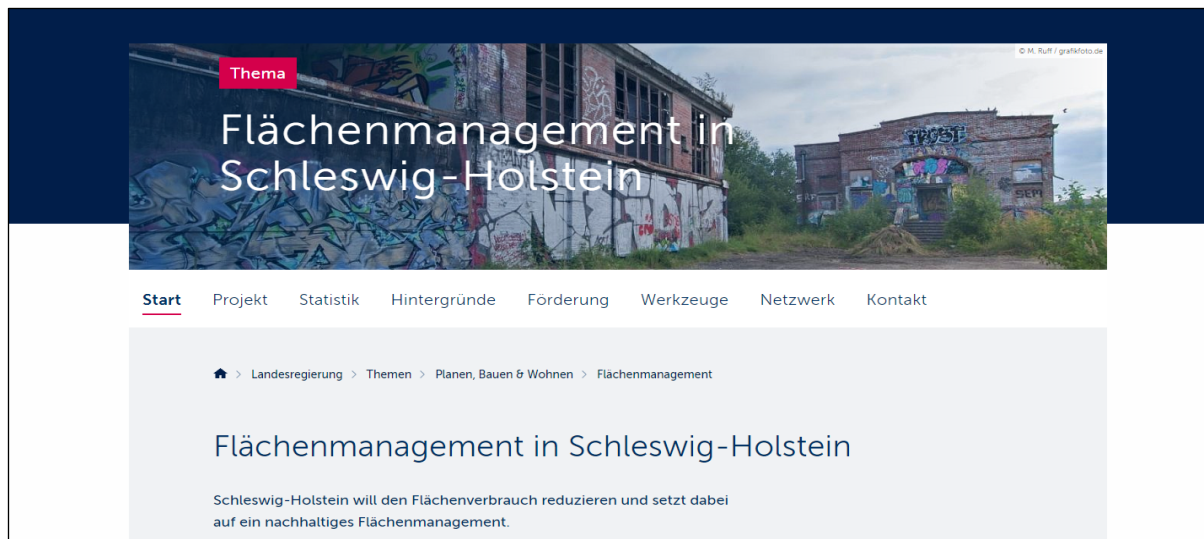 © M. Ruff / grafikfoto.de
Thema
Flächenmanagement in
Schleswig-Holstein
FROST
SEM
Start Projekt Statistik Hintergründe Förderung Werkzeuge Netzwerk Kontakt
Landesregierung > Themen > Planen, Bauen & Wohnen > Flächenmanagement
Flächenmanagement in Schleswig-Holstein
Schleswig-Holstein will den Flächenverbrauch reduzieren und setzt dabei
auf ein nachhaltiges Flächenmanagement.